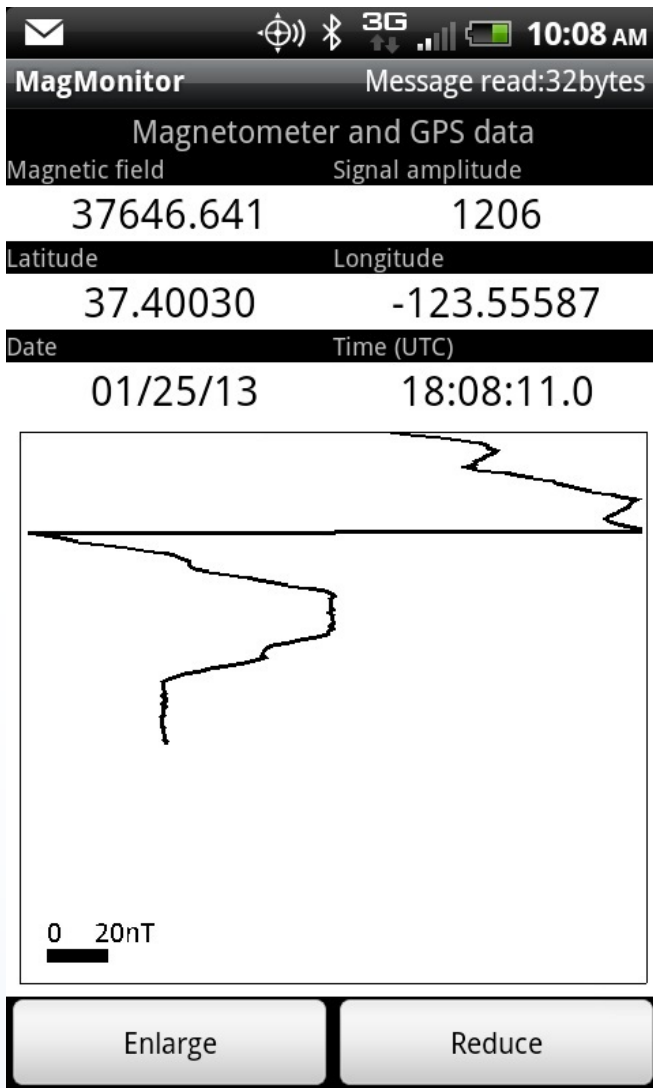 3G 10:08 AM
MagMonitor Message read:32bytes
Magnetometer and GPS data
Magnetic field Signal amplitude
37646.641 1206
Latitude Longitude
37.40030 -123.55587
Date Time (UTC)
01/25/13 18:08:11.0
0 20nT
Enlarge Reduce